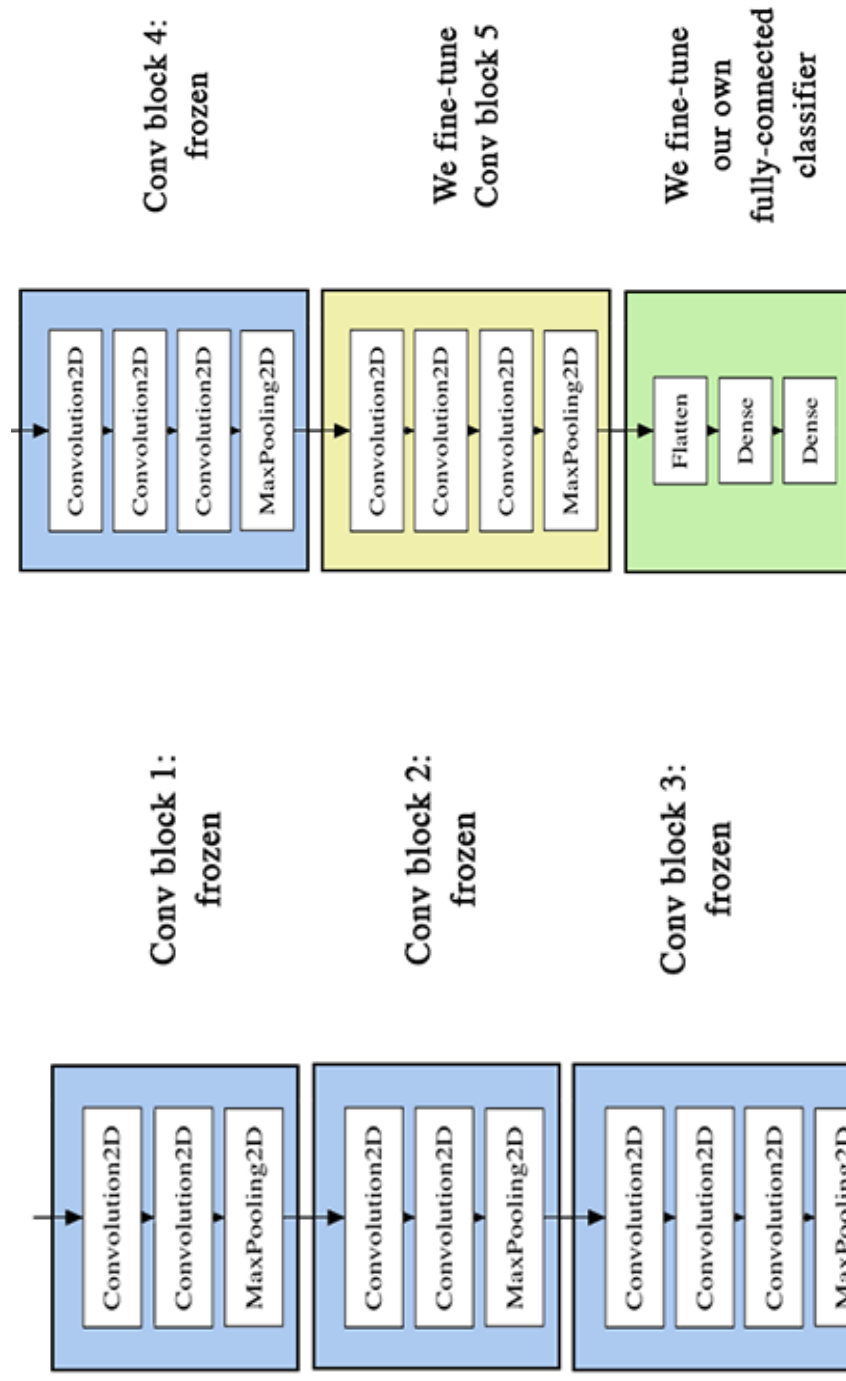 Convolution2D
Convolution2D
MaxPooling2D
Conv block 1:
frozen
Convolution2D
Convolution2D
MaxPooling2D
Conv block 2:
frozen
Convolution2D
Convolution2D
Convolution2D
MaxPooling2D
Conv block 3:
frozen
Convolution2D
Convolution2D
Convolution2D
MaxPooling2D
Conv block 4:
frozen
Convolution2D
Convolution2D
Convolution2D
MaxPooling2D
We fine-tune
Conv block 5
Flatten
Dense
Dense
We fine-tune
our own
fully-connected
classifier